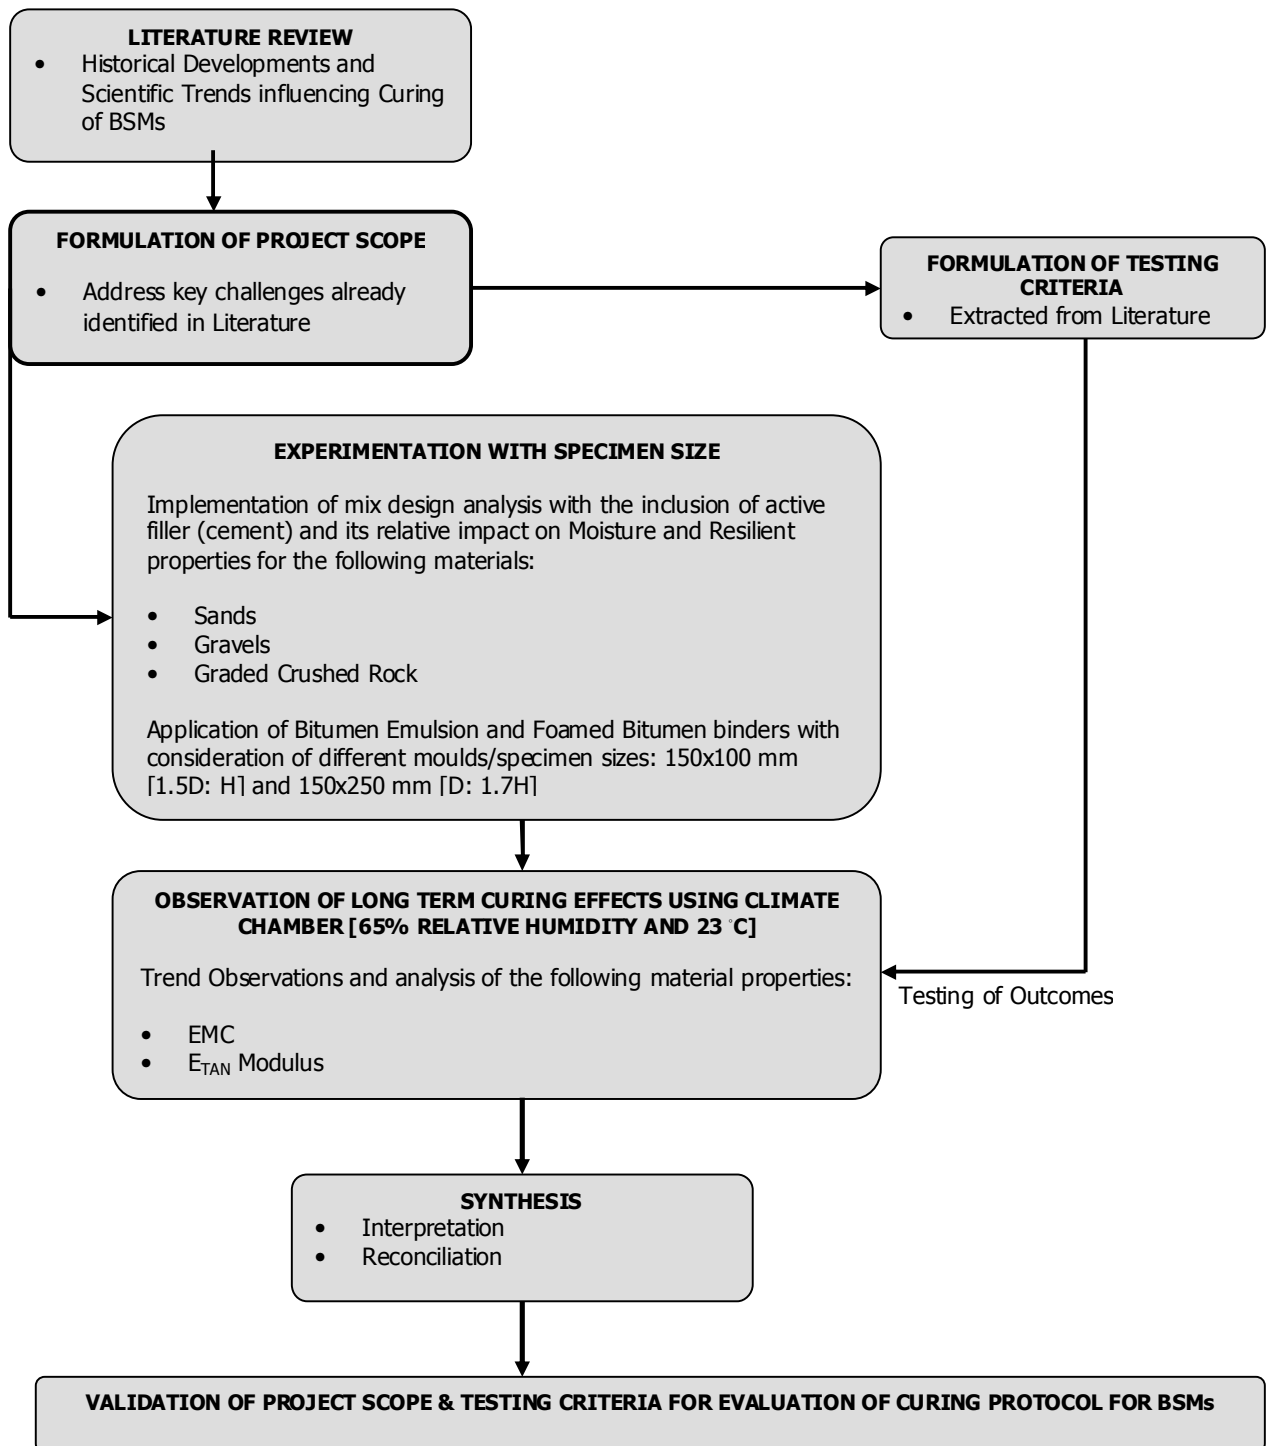 LITERATURE REVIEW
• Historical Developments and
Scientific Trends influencing Curing
of BSMs
FORMULATION OF PROJECT SCOPE
• Address key challenges already
identified in Literature
FORMULATION OF TESTING
CRITERIA
• Extracted from Literature
EXPERIMENTATION WITH SPECIMEN SIZE
Implementation of mix design analysis with the inclusion of active
filler (cement) and its relative impact on Moisture and Resilient
properties for the following materials:
• Sands
• Gravels
• Graded Crushed Rock
Application of Bitumen Emulsion and Foamed Bitumen binders with
consideration of different moulds/specimen sizes: 150x100 mm
[1.5D: H] and 150x250 mm [D: 1.7H]
OBSERVATION OF LONG TERM CURING EFFECTS USING CLIMATE
CHAMBER [65% RELATIVE HUMIDITY AND 23 °C]
Trend Observations and analysis of the following material properties:
• EMC
• E_TAN Modulus
Testing of Outcomes
SYNTHESIS
• Interpretation
• Reconciliation
VALIDATION OF PROJECT SCOPE & TESTING CRITERIA FOR EVALUATION OF CURING PROTOCOL FOR BSMs